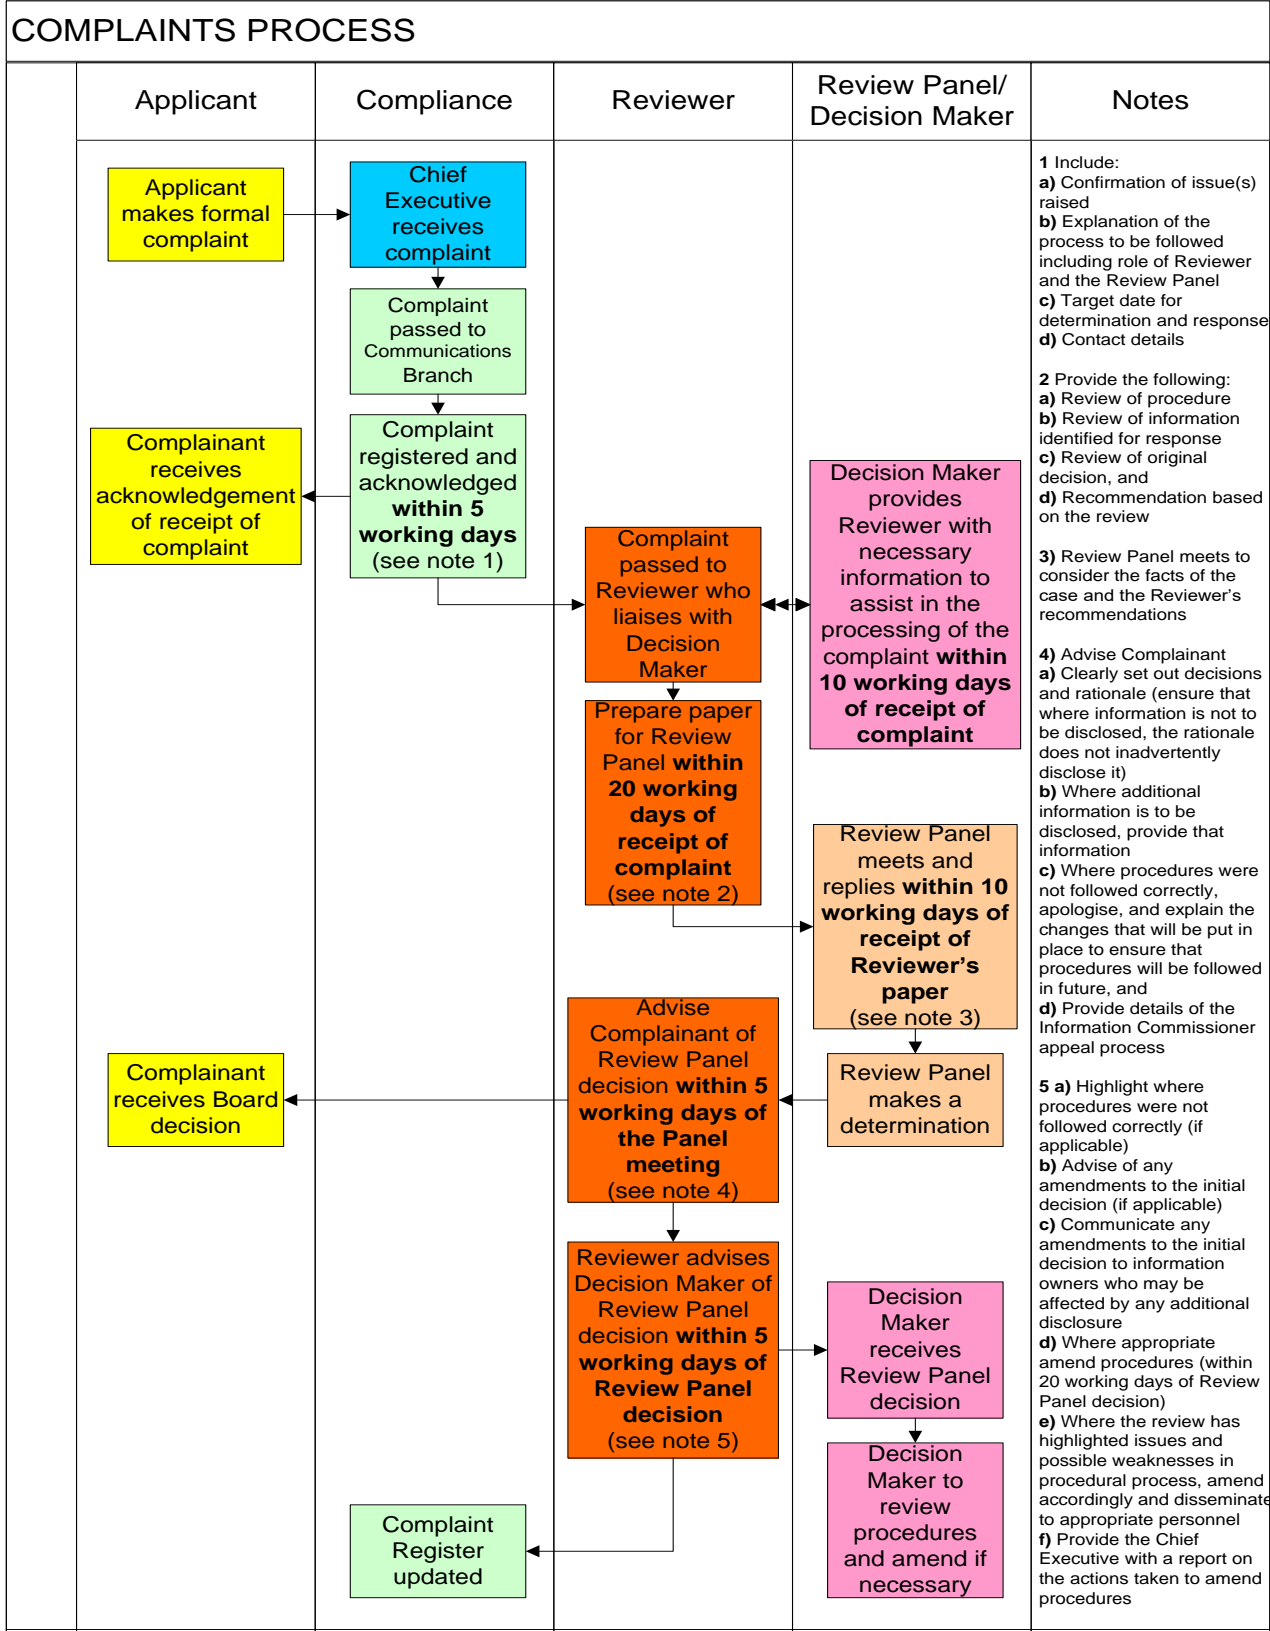 COMPLAINTS PROCESS
Applicant
Compliance
Reviewer
Review Panel/
Decision Maker
Notes
Applicant
makes formal
complaint
Chief
Executive
receives
complaint
Complaint
passed to
Communications
Branch
Complaint
registered and
acknowledged
within 5
working days
(see note 1)
Complainant
receives
acknowledgement
of receipt of
complaint
Complaint
passed to
Reviewer who
liaises with
Decision
Maker
Decision Maker
provides
Reviewer with
necessary
information to
assist in the
processing of the
complaint within
10 working days
of receipt of
complaint
Prepare paper
for Review
Panel within
20 working
days of
receipt of
complaint
(see note 2)
Review Panel
meets and
replies within 10
working days of
receipt of
Reviewer’s
paper
(see note 3)
Review Panel
makes a
determination
Advise
Complainant of
Review Panel
decision within 5
working days of
the Panel
meeting
(see note 4)
Complainant
receives Board
decision
Reviewer advises
Decision Maker of
Review Panel
decision within 5
working days of
Review Panel
decision
(see note 5)
Decision
Maker
receives
Review Panel
decision
Decision
Maker to
review
procedures
and amend if
necessary
Complaint
Register
updated
1 Include:
a) Confirmation of issue(s)
raised
b) Explanation of the
process to be followed
including role of Reviewer
and the Review Panel
c) Target date for
determination and response
d) Contact details
2 Provide the following:
a) Review of procedure
b) Review of information
identified for response
c) Review of original
decision, and
d) Recommendation based
on the review
3) Review Panel meets to
consider the facts of the
case and the Reviewer’s
recommendations
4) Advise Complainant
a) Clearly set out decisions
and rationale (ensure that
where information is not to
be disclosed, the rationale
does not inadvertently
disclose it)
b) Where additional
information is to be
disclosed, provide that
information
c) Where procedures were
not followed correctly,
apologise, and explain the
changes that will be put in
place to ensure that
procedures will be followed
in future, and
d) Provide details of the
Information Commissioner
appeal process
5 a) Highlight where
procedures were not
followed correctly (if
applicable)
b) Advise of any
amendments to the initial
decision (if applicable)
c) Communicate any
amendments to the initial
decision to information
owners who may be
affected by any additional
disclosure
d) Where appropriate
amend procedures (within
20 working days of Review
Panel decision)
e) Where the review has
highlighted issues and
possible weaknesses in
procedural process, amend
accordingly and disseminate
to appropriate personnel
f) Provide the Chief
Executive with a report on
the actions taken to amend
procedures